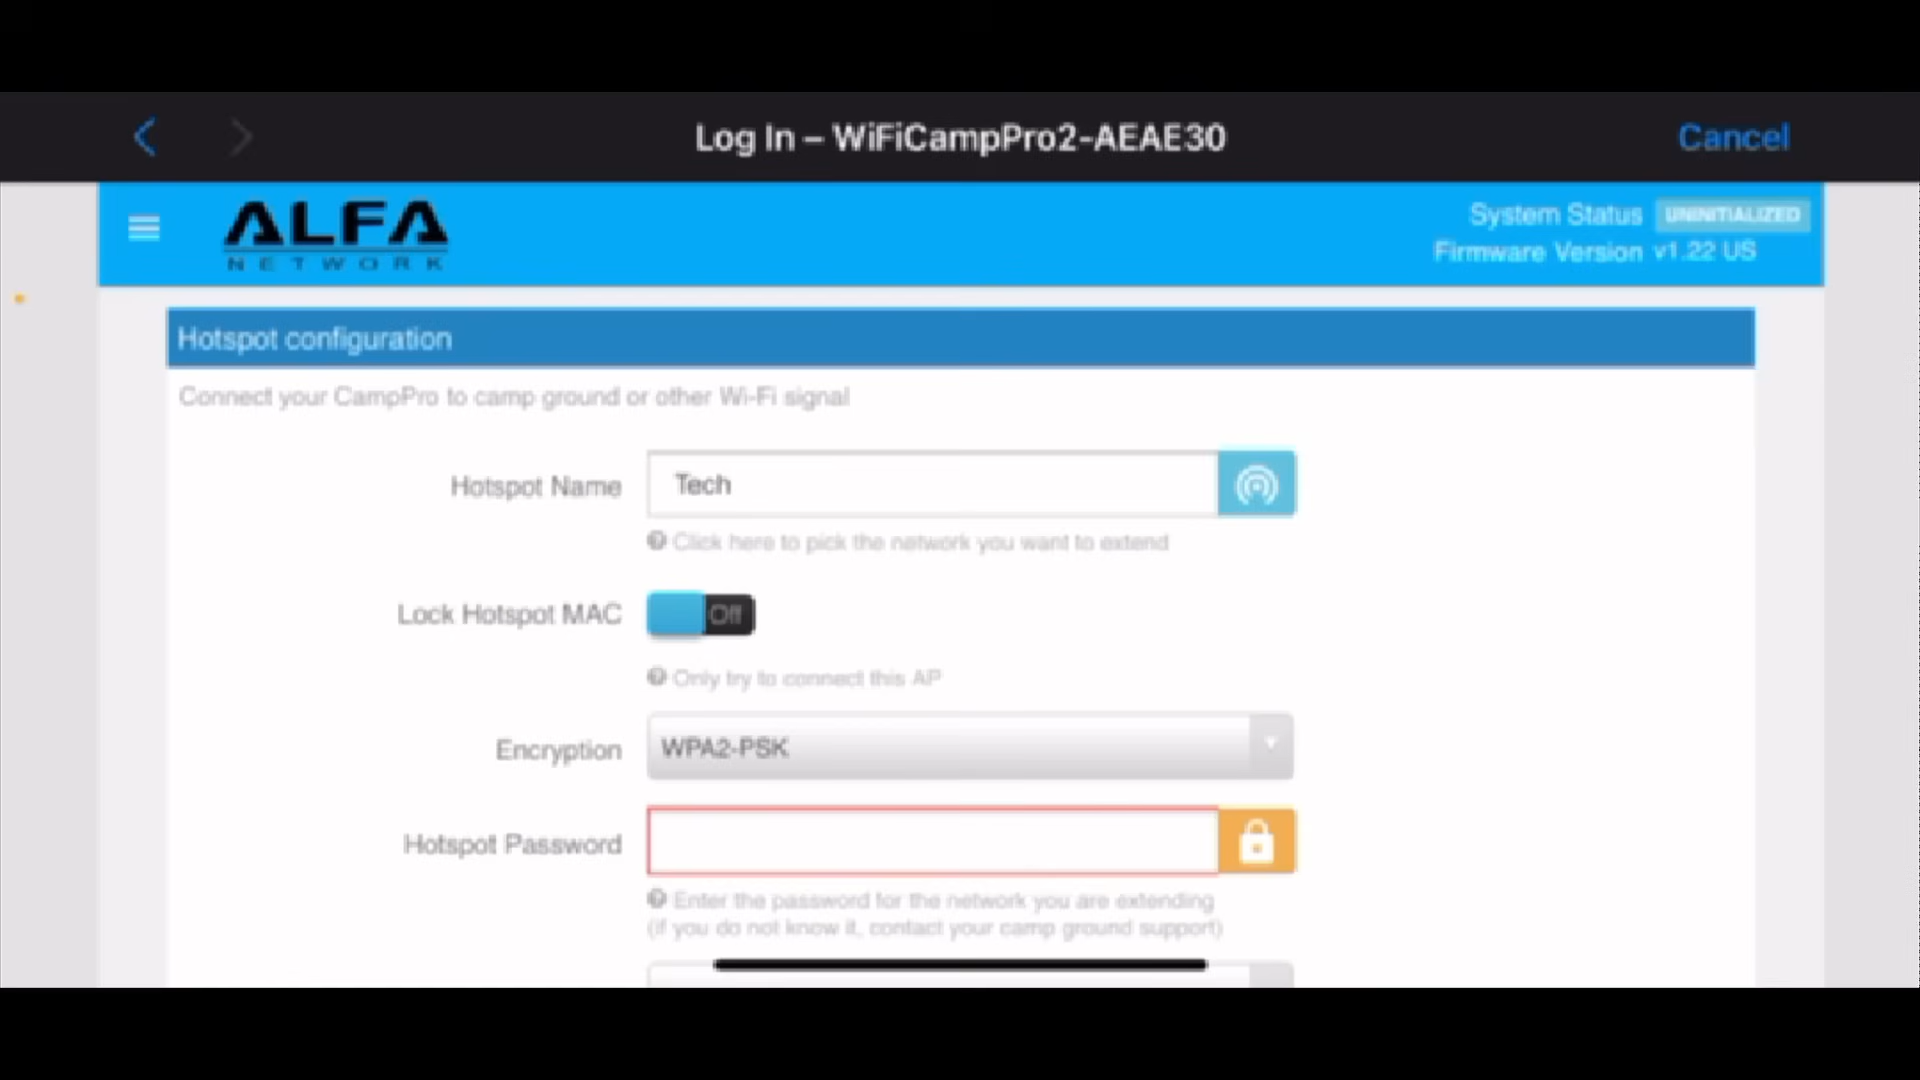 Log In – WiFiCampPro2-AEAE30
Cancel
ALFA
NETWORK
System Status UNINITIALIZED
Firmware Version v1.22 US
Hotspot configuration
Connect your CampPro to camp ground or other Wi-Fi signal
Hotspot Name
Tech
Click here to pick the network you want to extend
Lock Hotspot MAC
Off
Only try to connect this AP
Encryption
WPA2-PSK
Hotspot Password
Enter the password for the network you are extending
(if you do not know it, contact your camp ground support)